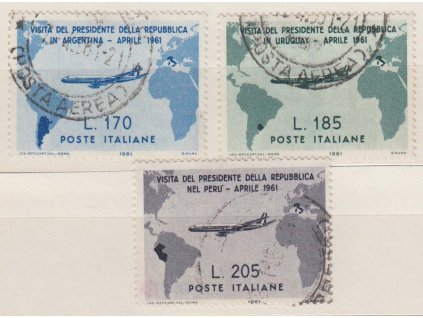 VISITA DEL PRESIDENTE DELLA REPUBBLICA
IN ARGENTINA - APRILE 1961
L. 170
POSTE ITALIANE
1961
(POSTA AEREA)
VISITA DEL PRESIDENTE DELLA REPUBBLICA
IN URUGUAY - APRILE 1961
L. 185
POSTE ITALIANE
1961
(POSTA AEREA)
VISITA DEL PRESIDENTE DELLA REPUBBLICA
NEL PERU' - APRILE 1961
L. 205
POSTE ITALIANE
1961